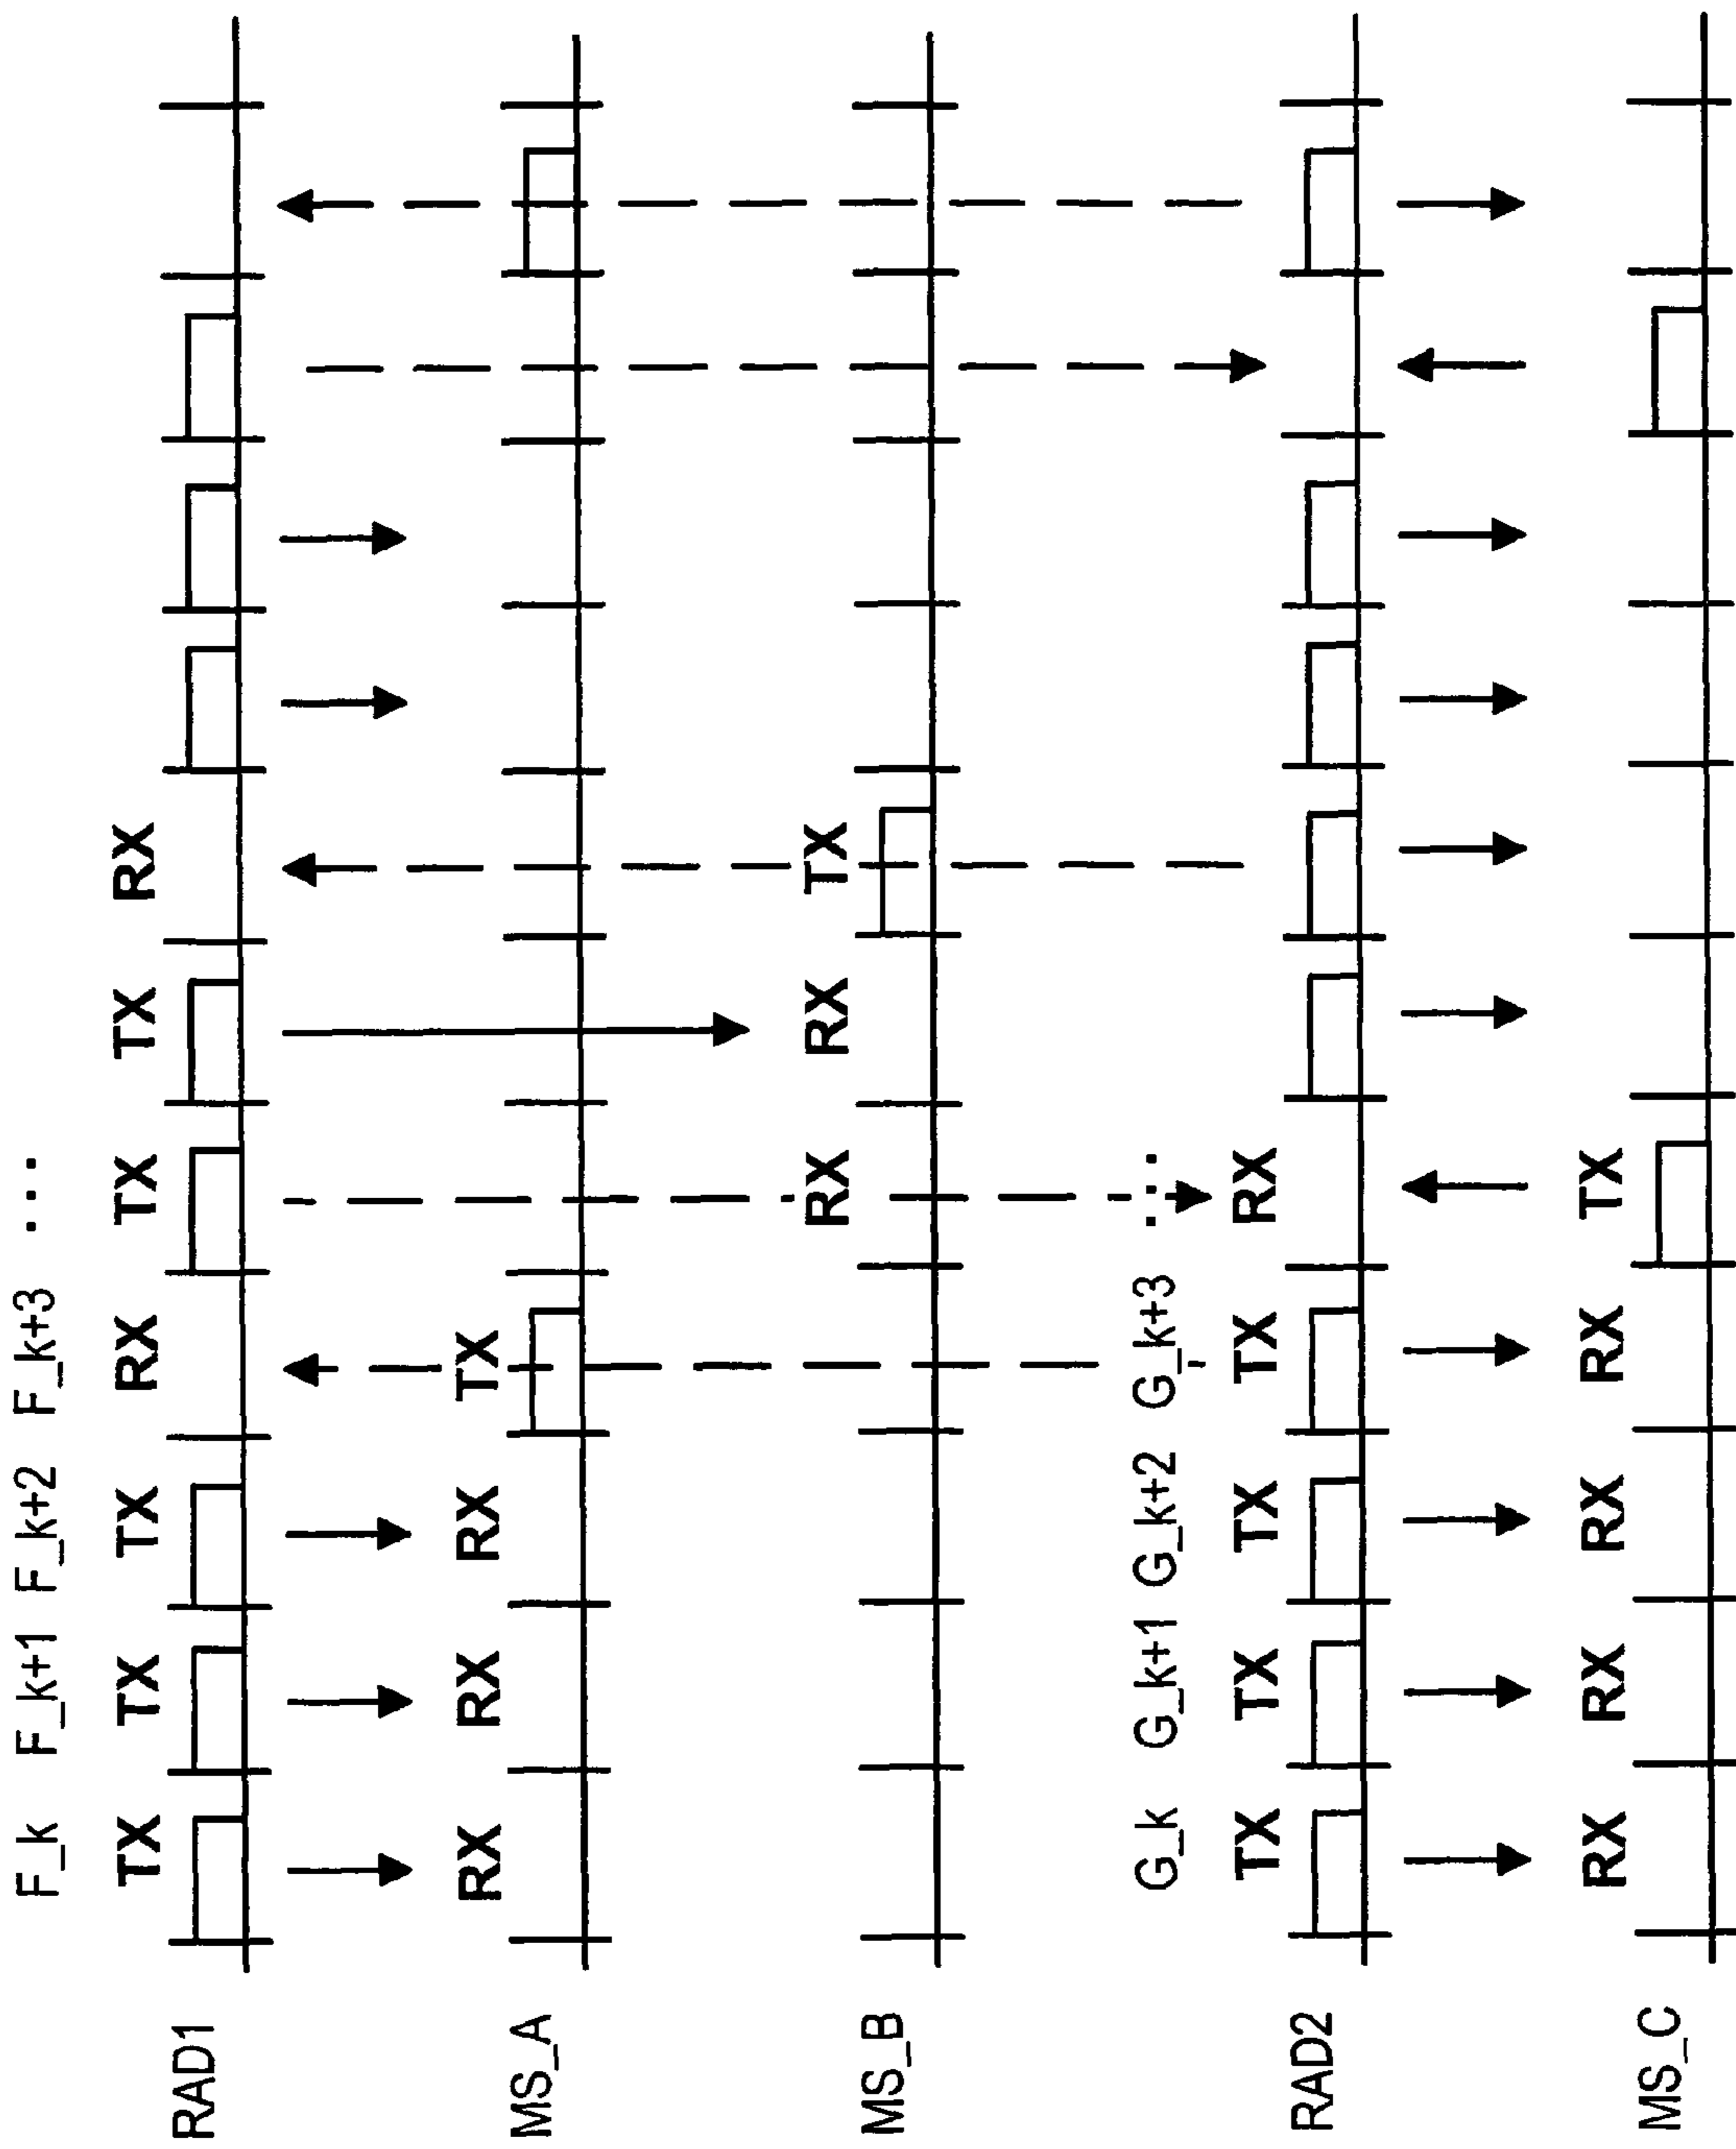 F_k F_k+1 F_k+2 F_k+3 ...
TX TX TX RX TX TX RX
RAD1
RX RX RX TX
MS_A
RX RX TX
MS_B
G_k G_k+1 G_k+2 G_k+3 ...
TX TX TX TX RX
RAD2
RX RX RX RX TX
MS_C